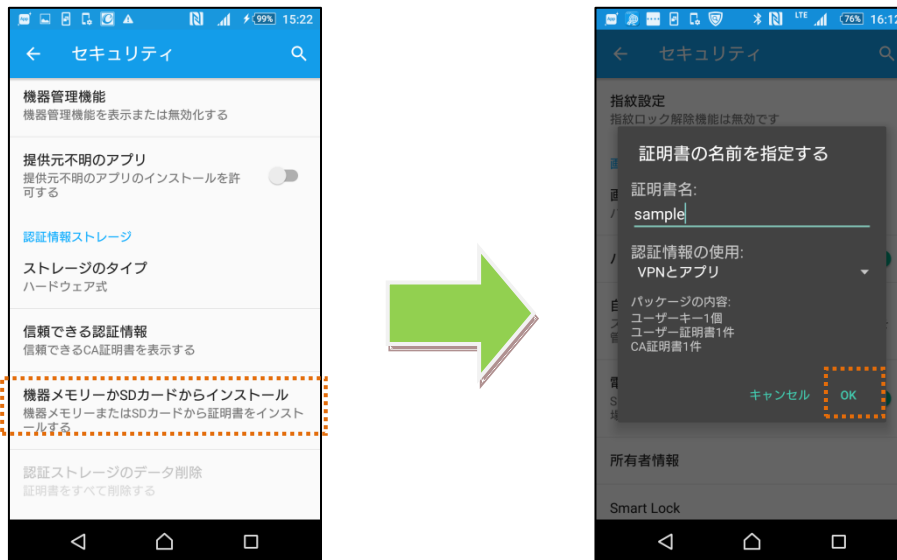 99% 15:22
セキュリティ
機器管理機能
機器管理機能を表示または無効化する
提供元不明のアプリ
提供元不明のアプリのインストールを許
可する
認証情報ストレージ
ストレージのタイプ
ハードウェア式
信頼できる認証情報
信頼できるCA証明書を表示する
機器メモリーかSDカードからインストール
機器メモリーまたはSDカードから証明書をインスト
ールする
認証ストレージのデータ削除
証明書をすべて削除する
LTE 76% 16:12
セキュリティ
指紋設定
指紋ロック解除機能は無効です
証明書の名前を指定する
証明書名:
sample
認証情報の使用:
VPNとアプリ
パッケージの内容:
ユーザーキー1個
ユーザー証明書1件
CA証明書1件
キャンセル OK
所有者情報
Smart Lock